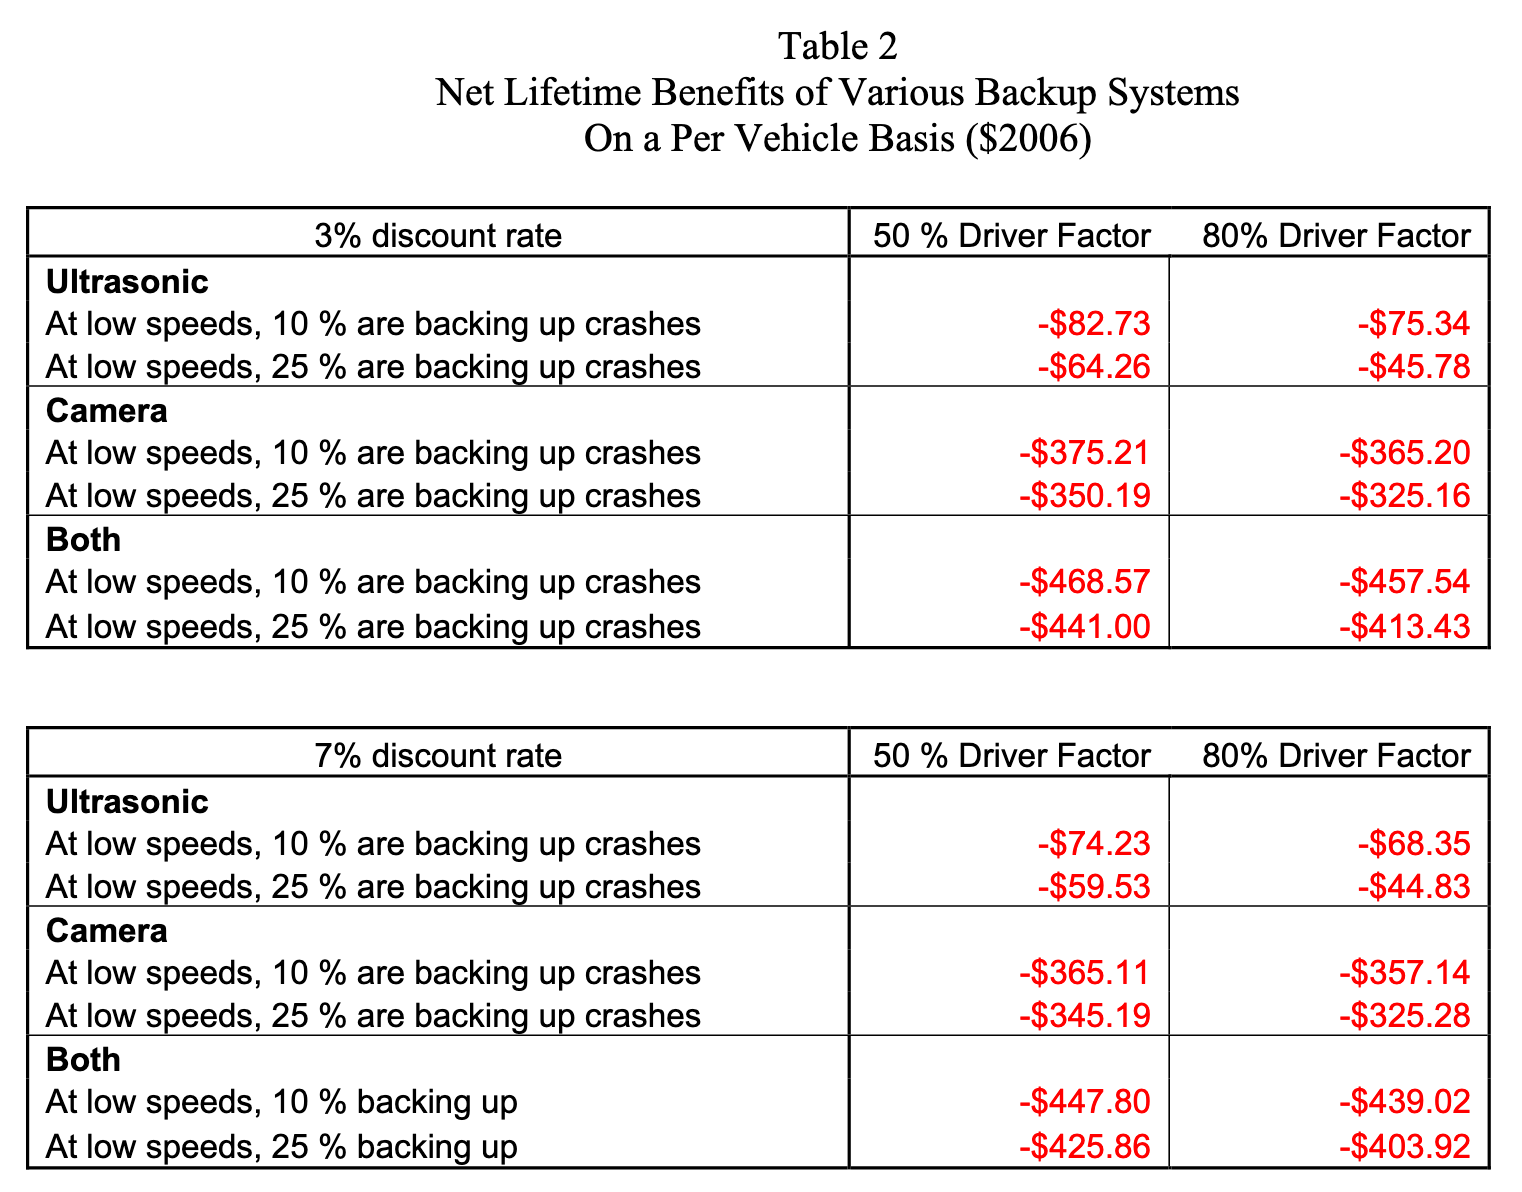 Table 2
Net Lifetime Benefits of Various Backup Systems
On a Per Vehicle Basis ($2006)
3% discount rate 50 % Driver Factor 80% Driver Factor
Ultrasonic
At low speeds, 10 % are backing up crashes -$82.73 -$75.34
At low speeds, 25 % are backing up crashes -$64.26 -$45.78
Camera
At low speeds, 10 % are backing up crashes -$375.21 -$365.20
At low speeds, 25 % are backing up crashes -$350.19 -$325.16
Both
At low speeds, 10 % are backing up crashes -$468.57 -$457.54
At low speeds, 25 % are backing up crashes -$441.00 -$413.43
7% discount rate 50 % Driver Factor 80% Driver Factor
Ultrasonic
At low speeds, 10 % are backing up crashes -$74.23 -$68.35
At low speeds, 25 % are backing up crashes -$59.53 -$44.83
Camera
At low speeds, 10 % are backing up crashes -$365.11 -$357.14
At low speeds, 25 % are backing up crashes -$345.19 -$325.28
Both
At low speeds, 10 % backing up -$447.80 -$439.02
At low speeds, 25 % backing up -$425.86 -$403.92